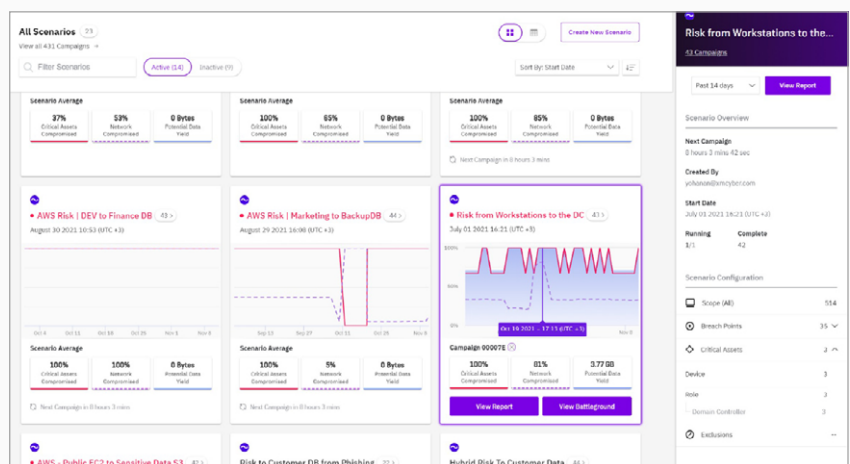 All Scenarios 23
View all 431 Campaigns →
Create New Scenario
Filter Scenarios
Active (14) Inactive (9)
Sort By: Start Date
Scenario Average
37% 53% 0 Bytes
Critical Assets Compromised Network Compromised Potential Data Yield
Scenario Average
100% 65% 0 Bytes
Critical Assets Compromised Network Compromised Potential Data Yield
Scenario Average
100% 85% 0 Bytes
Critical Assets Compromised Network Compromised Potential Data Yield
Next Campaign in 8 hours 3 mins
AWS Risk | DEV to Finance DB 43 >
August 30 2021 10:53 (UTC +3)
Oct 11 Oct 25 Nov 8
Scenario Average
100% 100% 0 Bytes
Critical Assets Compromised Network Compromised Potential Data Yield
Next Campaign in 8 hours 3 mins
AWS Risk | Marketing to BackupDB 44 >
August 29 2021 16:08 (UTC +3)
Sep 13 Sep 27 Oct 11 Oct 25 Nov 8
Scenario Average
100% 5% 0 Bytes
Critical Assets Compromised Network Compromised Potential Data Yield
Next Campaign in 8 hours 3 mins
Risk from Workstations to the DC 43 >
July 01 2021 16:21 (UTC +3)
100%
50%
0%
Oct 18 2021 - 17:13 (UTC +3)
Nov 8
Campaign 00007E
100% 81% 3.77 GB
Critical Assets Compromised Network Compromised Potential Data Yield
View Report View Battleground
AWS - Public EC2 to Sensitive Data S3
Risk to Customer DB from Phishing
Hybrid Risk To Customer Data
Risk from Workstations to the...
43 Campaigns
Past 14 days View Report
Scenario Overview
Next Campaign
8 hours 3 mins 42 sec
Created By
yohanan@xmcyber.com
Start Date
July 01 2021 16:21 (UTC +3)
Running Complete
1/1 42
Scenario Configuration
Scope (All) 554
Breach Points 35
Critical Assets 3
Device 3
Role 3
Domain Controller 3
Exclusions --